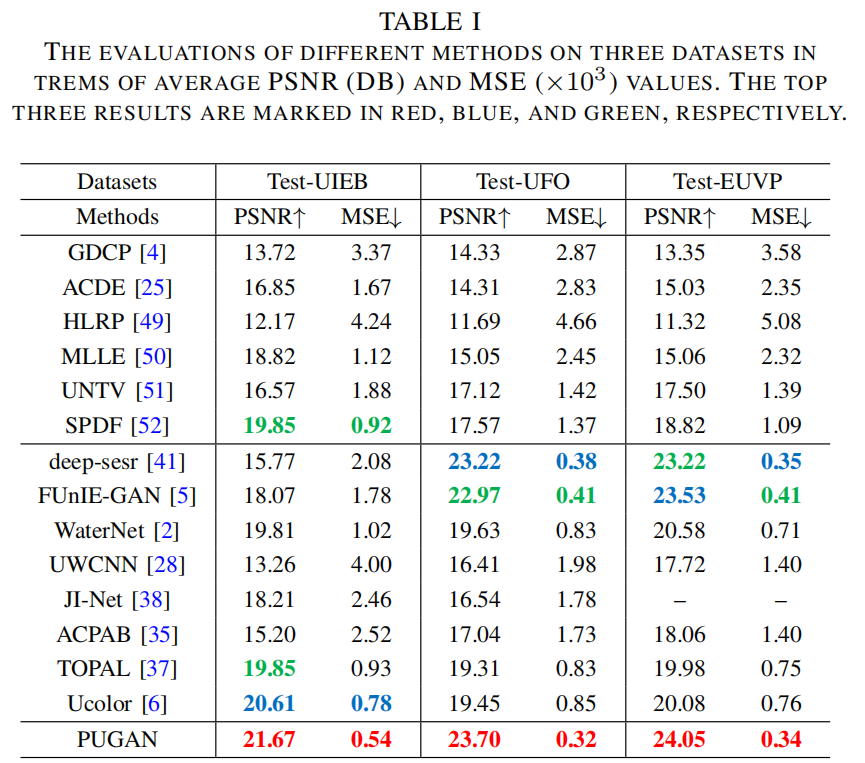 TABLE I
THE EVALUATIONS OF DIFFERENT METHODS ON THREE DATASETS IN
TREMS OF AVERAGE PSNR (DB) AND MSE (×10³) VALUES. THE TOP
THREE RESULTS ARE MARKED IN RED, BLUE, AND GREEN, RESPECTIVELY.
Datasets Test-UIEB Test-UFO Test-EUVP
Methods PSNR↑ MSE↓ PSNR↑ MSE↓ PSNR↑ MSE↓
GDCP [4] 13.72 3.37 14.33 2.87 13.35 3.58
ACDE [25] 16.85 1.67 14.31 2.83 15.03 2.35
HLRP [49] 12.17 4.24 11.69 4.66 11.32 5.08
MLLE [50] 18.82 1.12 15.05 2.45 15.06 2.32
UNTV [51] 16.57 1.88 17.12 1.42 17.50 1.39
SPDF [52] 19.85 0.92 17.57 1.37 18.82 1.09
deep-sesr [41] 15.77 2.08 23.22 0.38 23.22 0.35
FUnIE-GAN [5] 18.07 1.78 22.97 0.41 23.53 0.41
WaterNet [2] 19.81 1.02 19.63 0.83 20.58 0.71
UWCNN [28] 13.26 4.00 16.41 1.98 17.72 1.40
JI-Net [38] 18.21 2.46 16.54 1.78 – –
ACPAB [35] 15.20 2.52 17.04 1.73 18.06 1.40
TOPAL [37] 19.85 0.93 19.31 0.83 19.98 0.75
Ucolor [6] 20.61 0.78 19.45 0.85 20.08 0.76
PUGAN 21.67 0.54 23.70 0.32 24.05 0.34